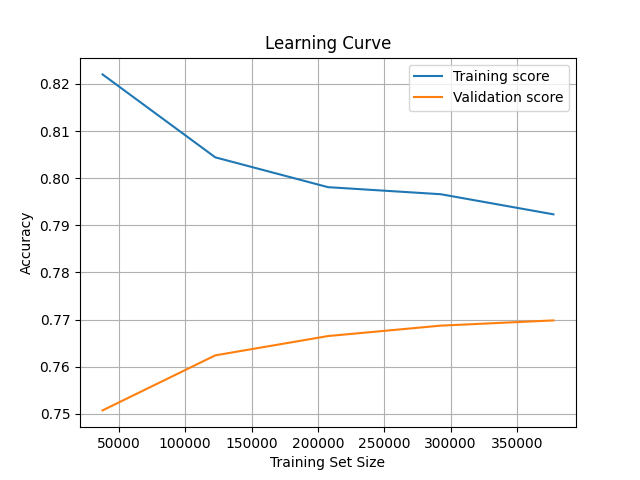 Learning Curve
Training score
Validation score
0.82
0.81
0.80
0.79
0.78
0.77
0.76
0.75
Accuracy
50000 100000 150000 200000 250000 300000 350000
Training Set Size